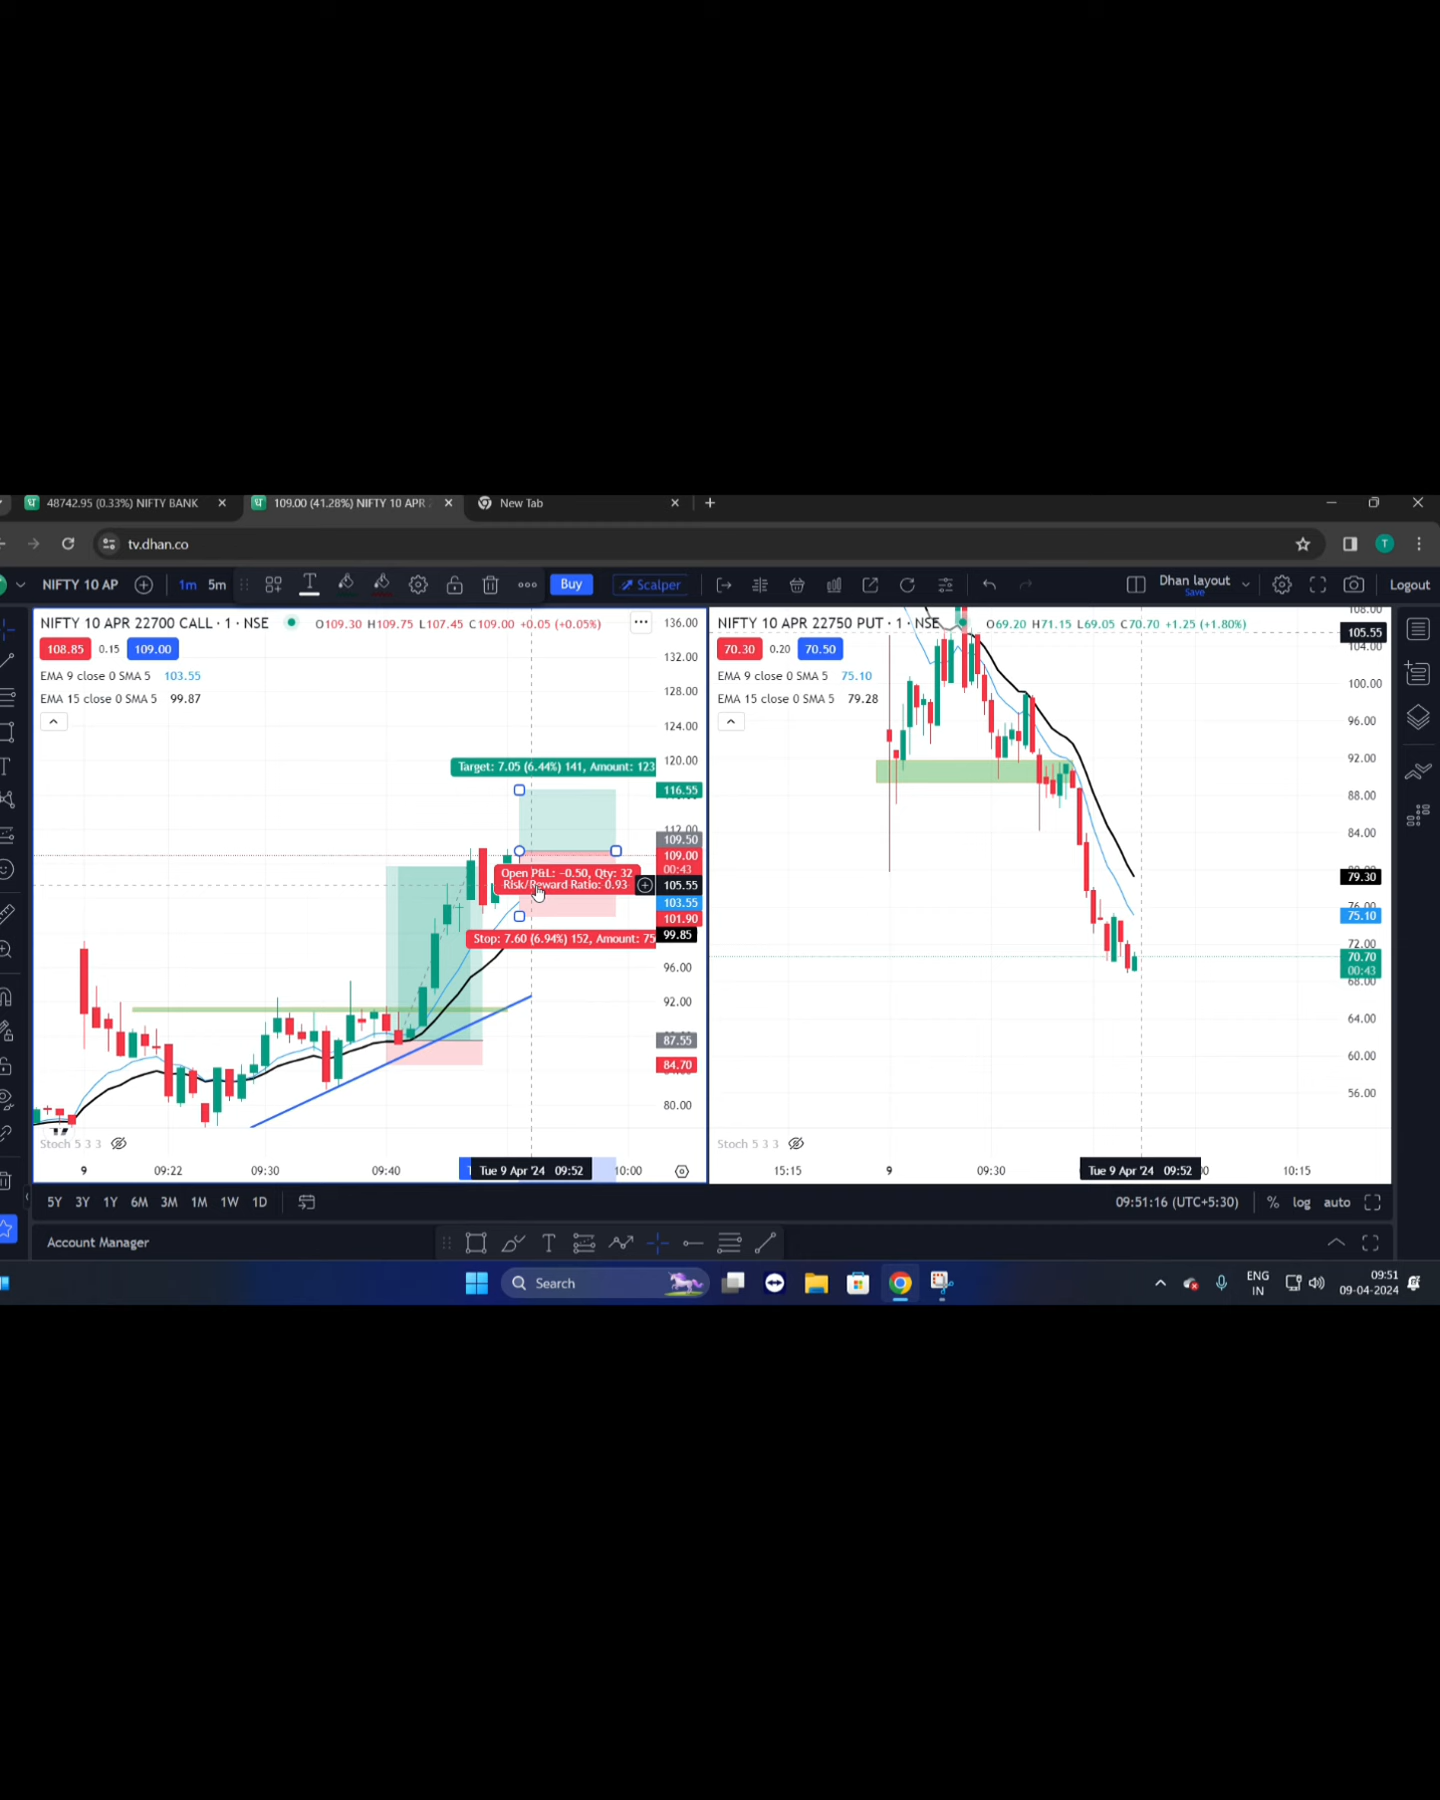 48742.95 (0.33%) NIFTY BANK
109.00 (41.28%) NIFTY 10 APR
New Tab
tv.dhan.co
T
NIFTY 10 AP
1m
5m
Buy
Scalper
Dhan layout
Save
Logout
NIFTY 10 APR 22700 CALL · 1 · NSE
O109.30 H109.75 L107.45 C109.00 +0.05 (+0.05%)
108.85
0.15
109.00
EMA 9 close 0 SMA 5 103.55
EMA 15 close 0 SMA 5 99.87
136.00
132.00
128.00
124.00
120.00
Target: 7.05 (6.44%) 141, Amount: 123
116.55
112.00
109.50
109.00
00:43
Open P&L: −0.50, Qty: 32
Risk/Reward Ratio: 0.93
105.55
103.55
101.90
Stop: 7.60 (6.94%) 152, Amount: 75
99.85
96.00
92.00
87.55
84.70
80.00
Stoch 5 3 3
9
09:22
09:30
09:40
Tue 9 Apr '24 09:52
10:00
NIFTY 10 APR 22750 PUT · 1 · NSE
O69.20 H71.15 L69.05 C70.70 +1.25 (+1.80%)
70.30
0.20
70.50
EMA 9 close 0 SMA 5 75.10
EMA 15 close 0 SMA 5 79.28
108.00
105.55
104.00
100.00
96.00
92.00
88.00
84.00
79.30
76.00
75.10
72.00
70.70
00:43
68.00
64.00
60.00
56.00
Stoch 5 3 3
15:15
9
09:30
Tue 9 Apr '24 09:52
10:15
5Y
3Y
1Y
6M
3M
1M
1W
1D
09:51:16 (UTC+5:30)
%
log
auto
Account Manager
Search
ENG
IN
09:51
09-04-2024